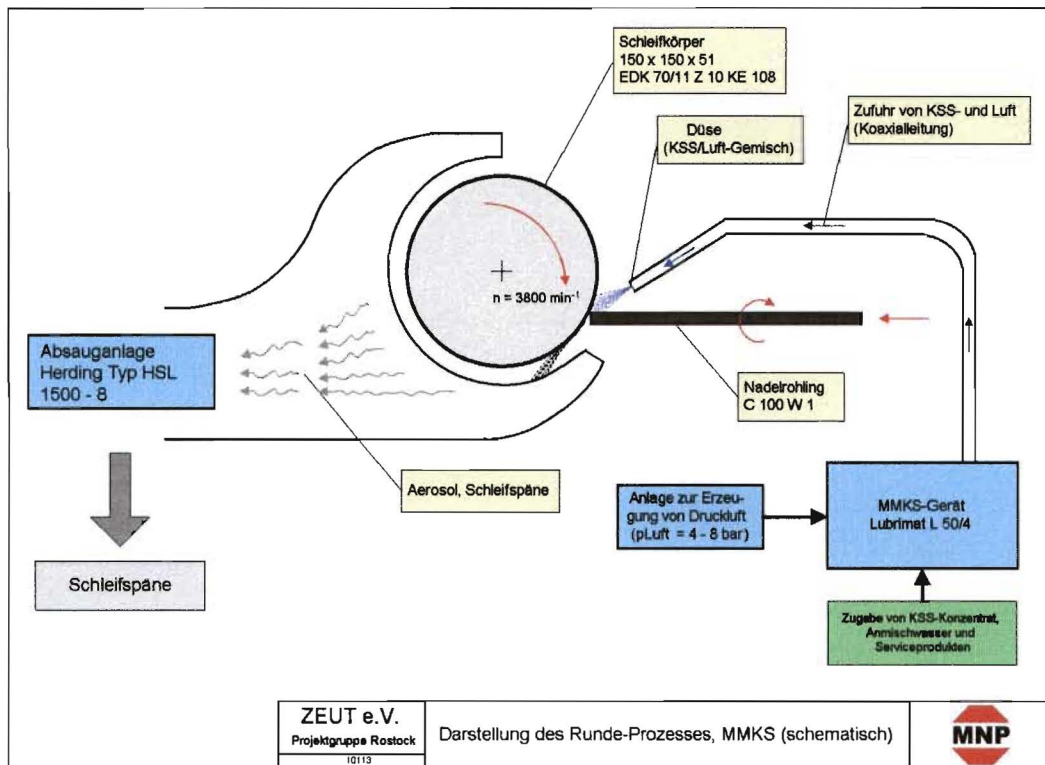 Schleifkörper
150 x 150 x 51
EDK 70/11 Z 10 KE 108
Düse
(KSS/Luft-Gemisch)
Zufuhr von KSS- und Luft
(Koaxialleitung)
n = 3800 min⁻¹
Absauganlage
Herding Typ HSL
1500 - 8
Nadelrohling
C 100 W 1
Aerosol, Schleifspäne
Anlage zur Erzeu-
gung von Druckluft
(pLuft = 4 - 8 bar)
MMKS-Gerät
Lubrimat L 50/4
Schleifspäne
Zugabe von KSS-Konzentrat,
Anmischwasser und
Serviceprodukten
ZEUT e.V.
Projektgruppe Rostock
10113
Darstellung des Runde-Prozesses, MMKS (schematisch)
MNP